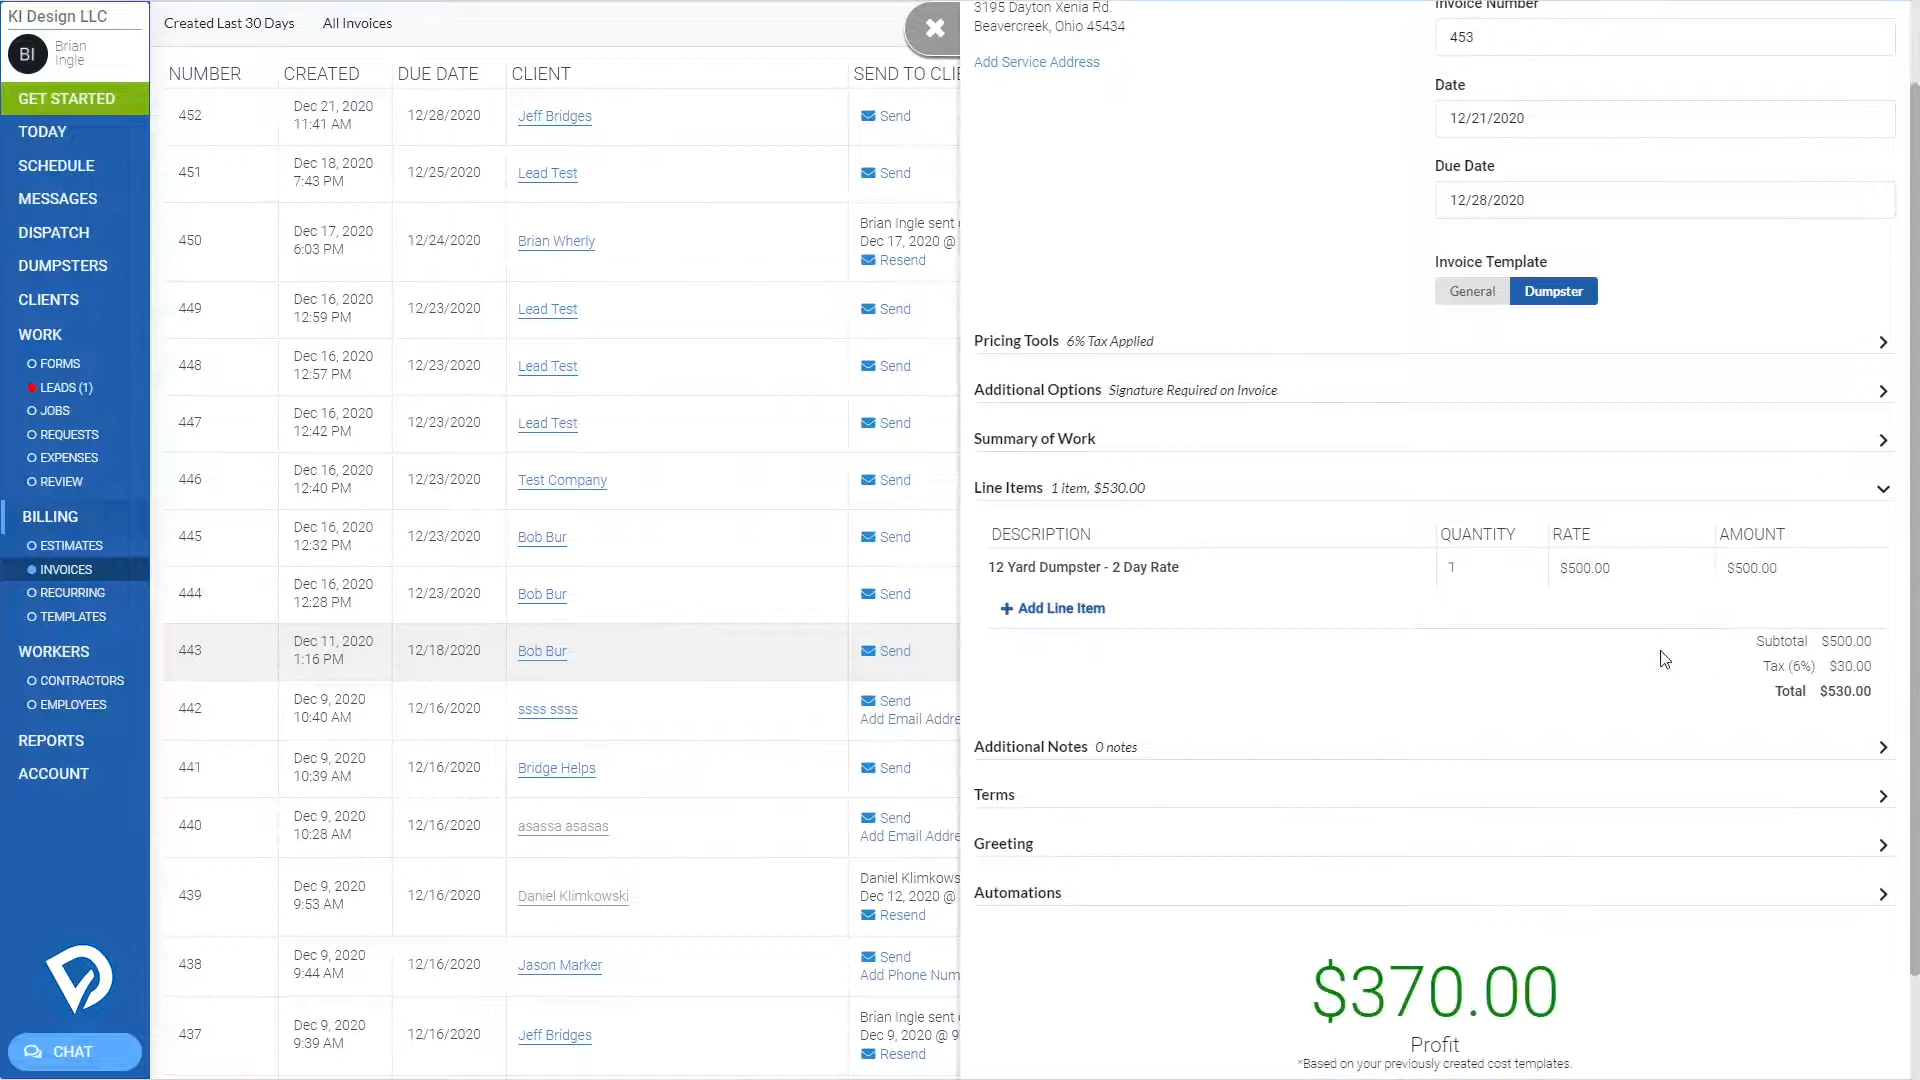 KI Design LLC
BI
Brian
Ingle
GET STARTED
TODAY
SCHEDULE
MESSAGES
DISPATCH
DUMPSTERS
CLIENTS
WORK
FORMS
LEADS (1)
JOBS
REQUESTS
EXPENSES
REVIEW
BILLING
ESTIMATES
INVOICES
RECURRING
TEMPLATES
WORKERS
CONTRACTORS
EMPLOYEES
REPORTS
ACCOUNT
CHAT
Created Last 30 Days All Invoices
NUMBER CREATED DUE DATE CLIENT SEND TO CLIE
452 Dec 21, 2020 11:41 AM 12/28/2020 Jeff Bridges Send
451 Dec 18, 2020 7:43 PM 12/25/2020 Lead Test Send
450 Dec 17, 2020 6:03 PM 12/24/2020 Brian Wherly Brian Ingle sent
Dec 17, 2020 @
Resend
449 Dec 16, 2020 12:59 PM 12/23/2020 Lead Test Send
448 Dec 16, 2020 12:57 PM 12/23/2020 Lead Test Send
447 Dec 16, 2020 12:42 PM 12/23/2020 Lead Test Send
446 Dec 16, 2020 12:40 PM 12/23/2020 Test Company Send
445 Dec 16, 2020 12:32 PM 12/23/2020 Bob Bur Send
444 Dec 16, 2020 12:28 PM 12/23/2020 Bob Bur Send
443 Dec 11, 2020 1:16 PM 12/18/2020 Bob Bur Send
442 Dec 9, 2020 10:40 AM 12/16/2020 ssss ssss Send
Add Email Addre
441 Dec 9, 2020 10:39 AM 12/16/2020 Bridge Helps Send
440 Dec 9, 2020 10:28 AM 12/16/2020 asassa asasas Send
Add Email Addre
439 Dec 9, 2020 9:53 AM 12/16/2020 Daniel Klimkowski Daniel Klimkows
Dec 12, 2020 @
Resend
438 Dec 9, 2020 9:44 AM 12/16/2020 Jason Marker Send
Add Phone Num
437 Dec 9, 2020 9:39 AM 12/16/2020 Jeff Bridges Brian Ingle sent
Dec 9, 2020 @ 9
Resend
3195 Dayton Xenia Rd.
Beavercreek, Ohio 45434
Add Service Address
Invoice Number
453
Date
12/21/2020
Due Date
12/28/2020
Invoice Template
General Dumpster
Pricing Tools 6% Tax Applied
Additional Options Signature Required on Invoice
Summary of Work
Line Items 1 item, $530.00
DESCRIPTION QUANTITY RATE AMOUNT
12 Yard Dumpster - 2 Day Rate 1 $500.00 $500.00
+ Add Line Item
Subtotal $500.00
Tax (6%) $30.00
Total $530.00
Additional Notes 0 notes
Terms
Greeting
Automations
$370.00
Profit
*Based on your previously created cost templates.